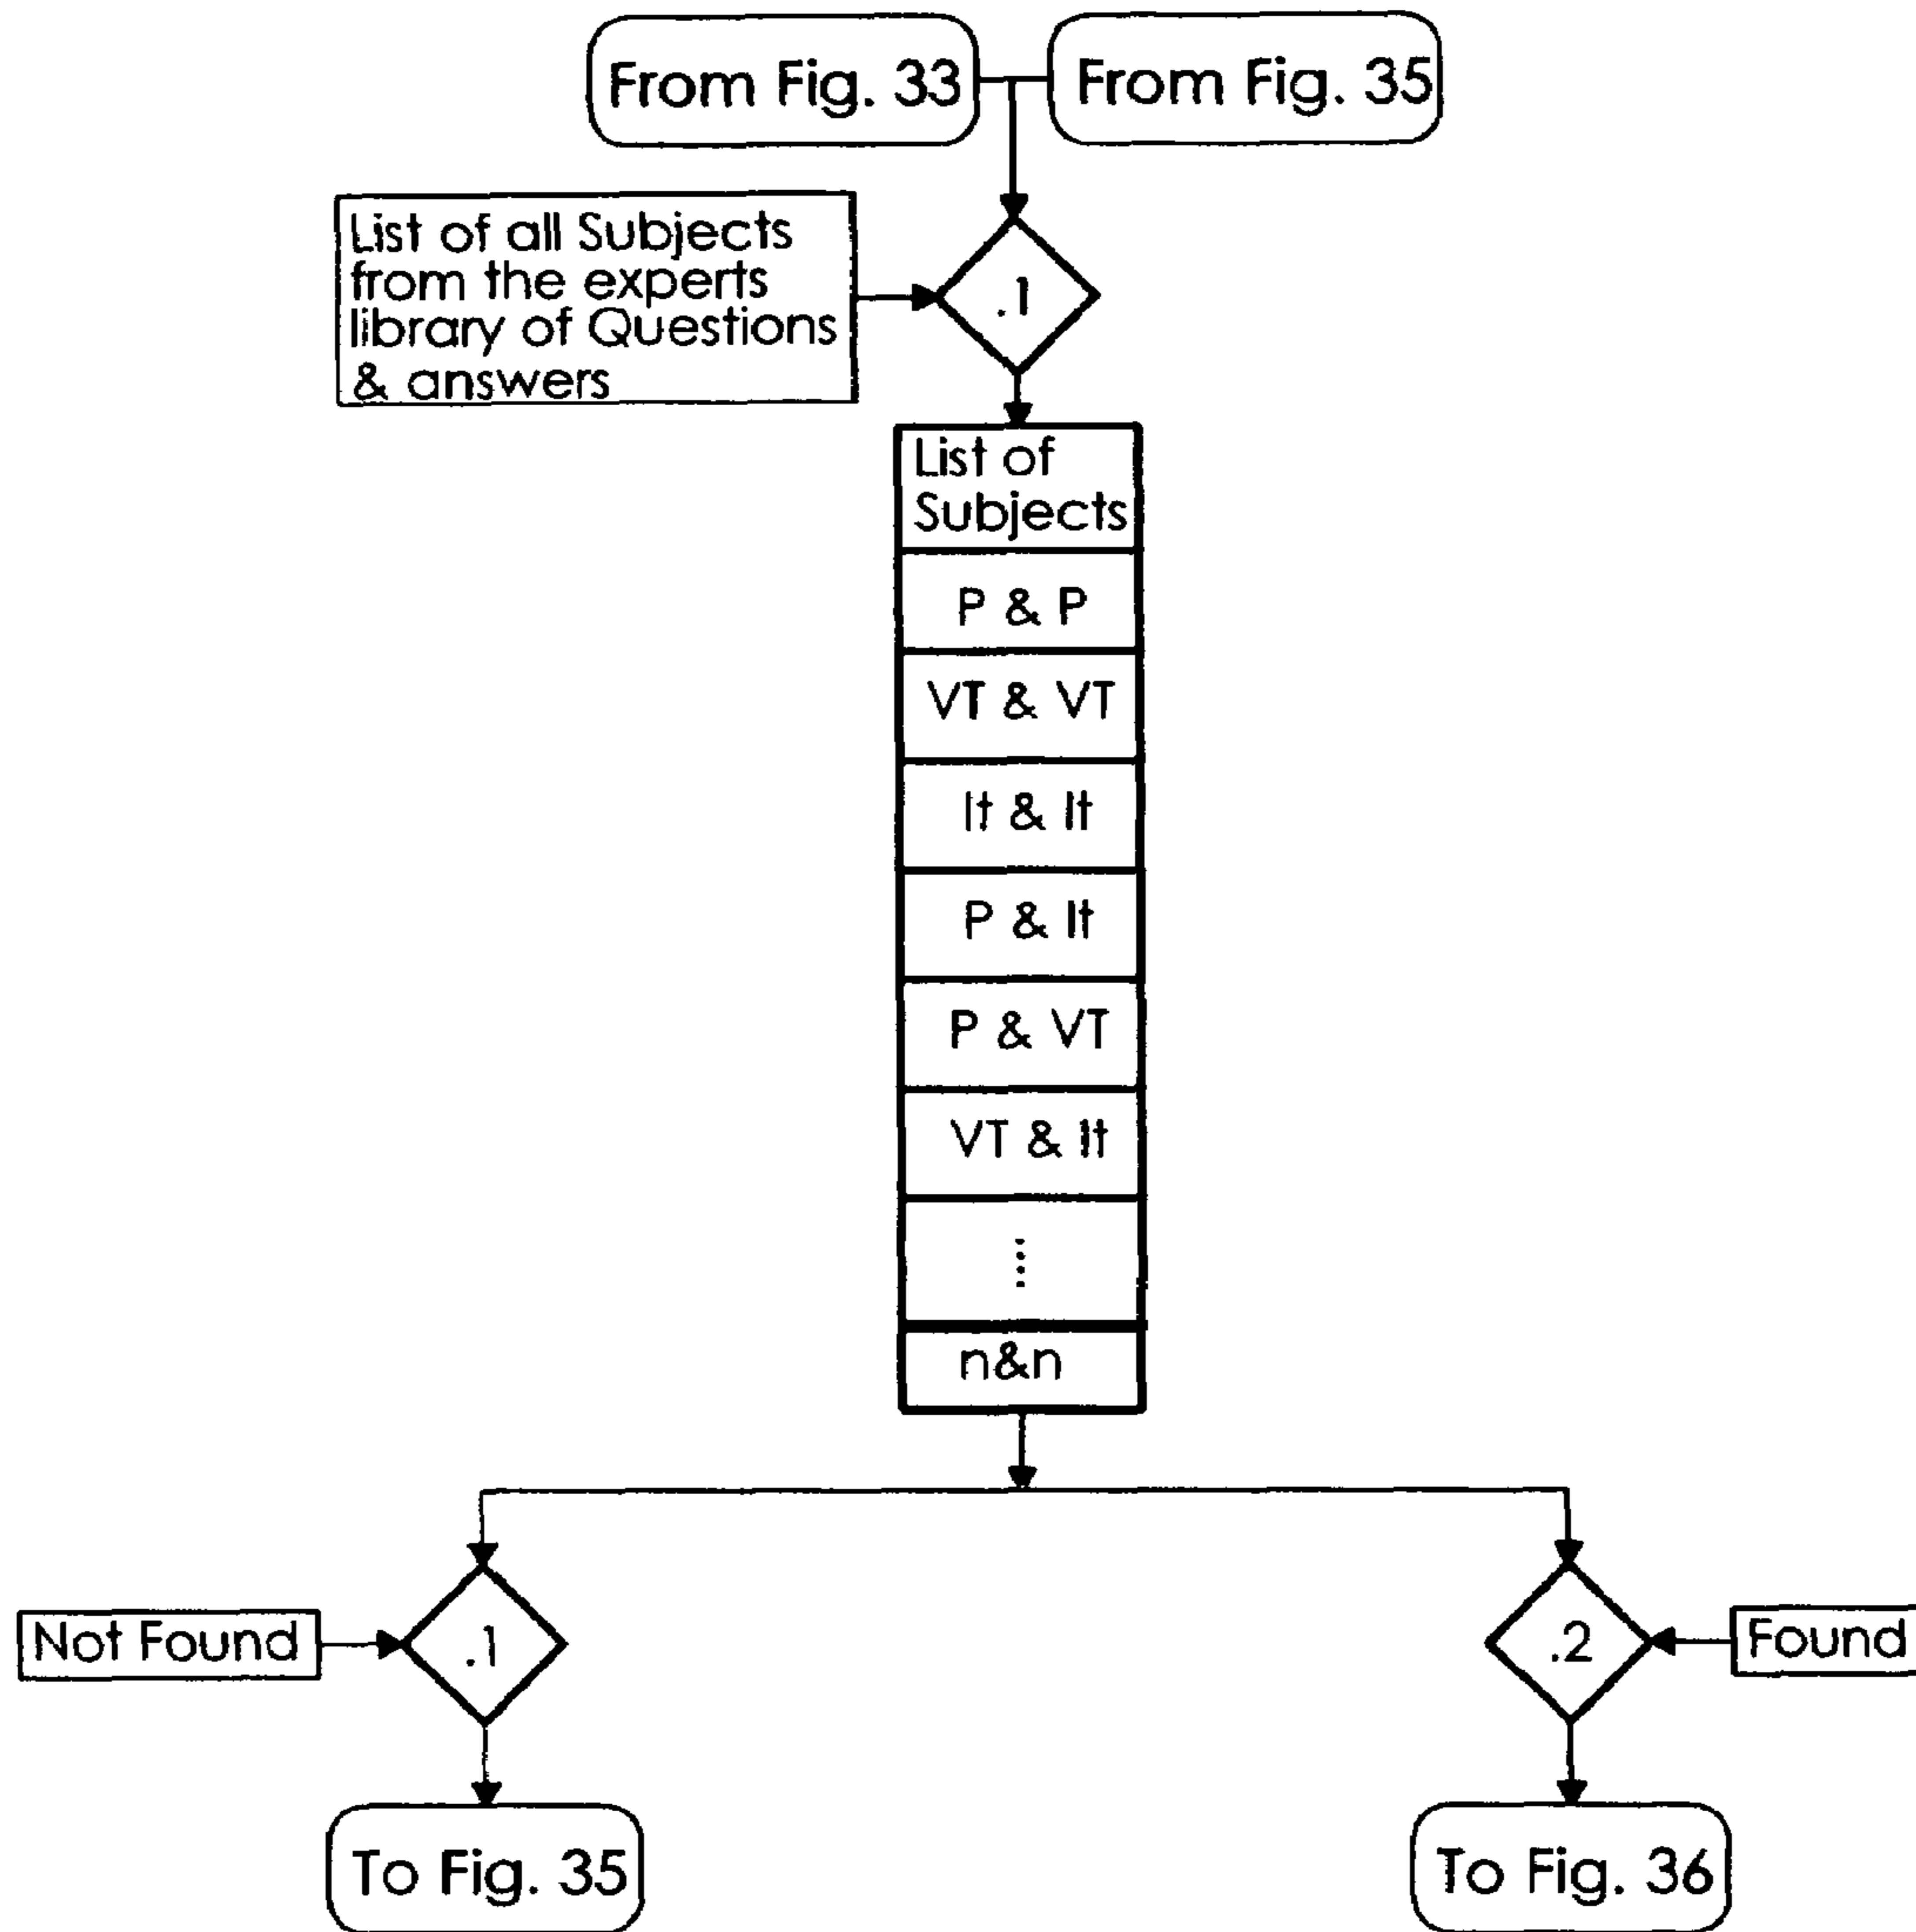 From Fig. 33
From Fig. 35
List of all Subjects
from the experts
library of Questions
& answers
.1
List of
Subjects
P & P
VT & VT
It & It
P & It
P & VT
VT & It
n&n
Not Found
.1
.2
Found
To Fig. 35
To Fig. 36